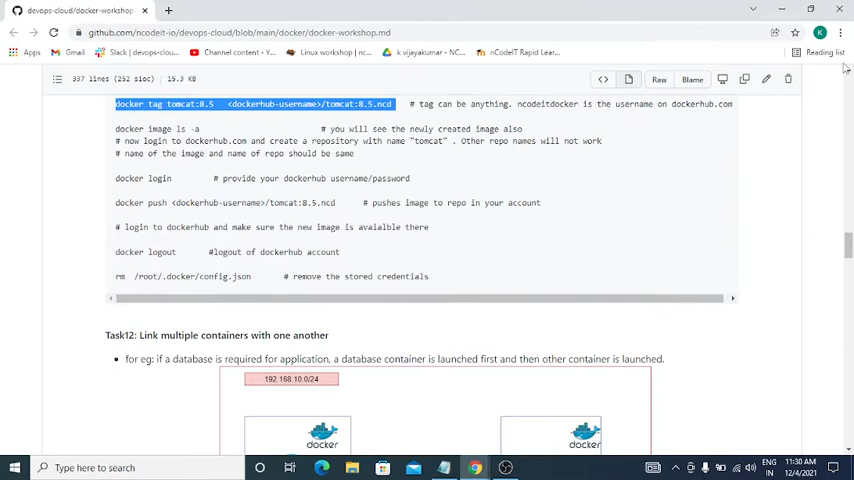 devops-cloud/docker-workshop.
github.com/ncodeit-io/devops-cloud/blob/main/docker/docker-workshop.md
K
Apps
Gmail
Slack | devops-clou...
Channel content - Y...
Linux workshop | nc...
k vijayakumar - NC...
nCodeIT Rapid Lear...
Reading list
337 lines (252 sloc)
15.3 KB
Raw
Blame
docker tag tomcat:8.5 <dockerhub-username>/tomcat:8.5.ncd # tag can be anything. ncodeitdocker is the username on dockerhub.com
docker image ls -a # you will see the newly created image also
# now login to dockerhub.com and create a repository with name "tomcat" . Other repo names will not work
# name of the image and name of repo should be same
docker login # provide your dockerhub username/password
docker push <dockerhub-username>/tomcat:8.5.ncd # pushes image to repo in your account
# login to dockerhub and make sure the new image is avaialble there
docker logout #logout of dockerhub account
rm /root/.docker/config.json # remove the stored credentials
Task12: Link multiple containers with one another
for eg: if a database is required for application, a database container is launched first and then other container is launched.
192.168.10.0/24
docker
docker
Type here to search
ENG
IN
11:30 AM
12/4/2021